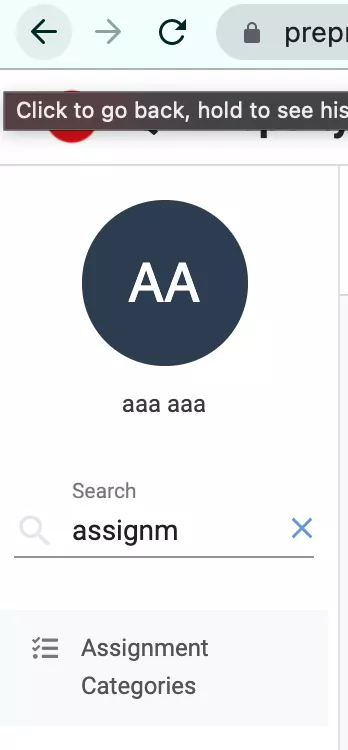 prepr
Click to go back, hold to see his
AA
aaa aaa
Search
assignm
Assignment
Categories